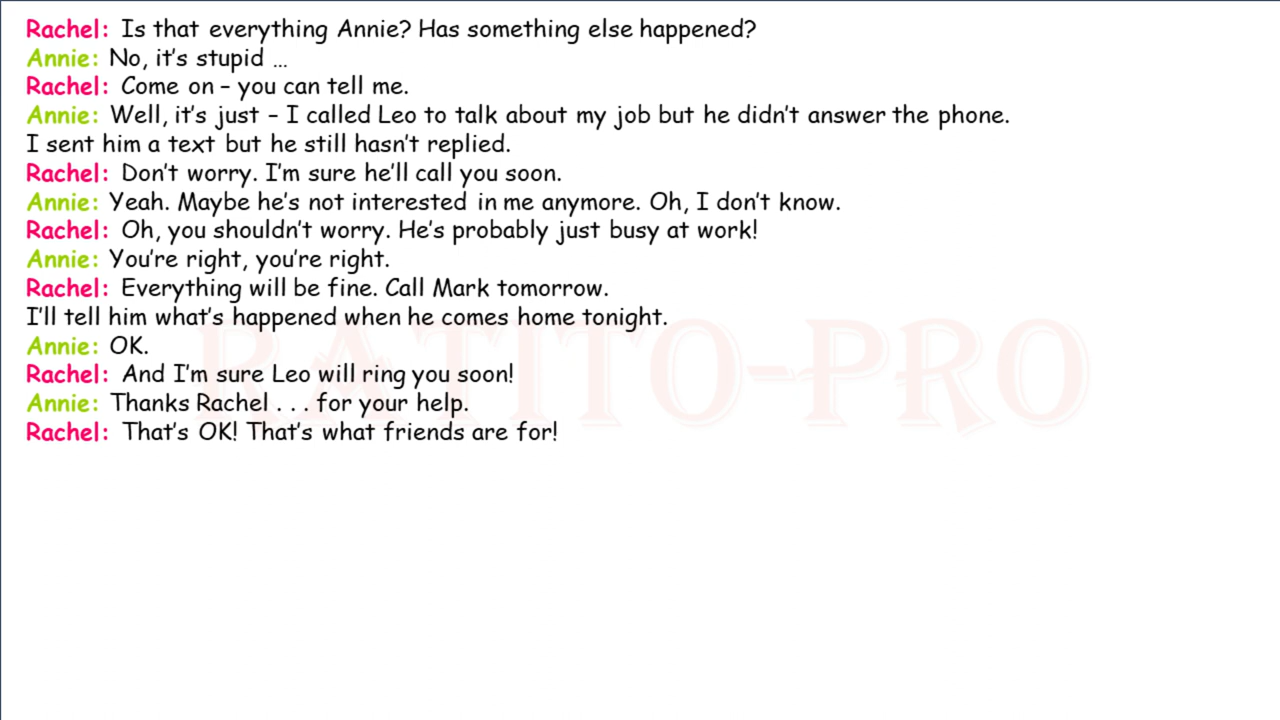 Rachel: Is that everything Annie? Has something else happened?
Annie: No, it's stupid …
Rachel: Come on – you can tell me.
Annie: Well, it's just – I called Leo to talk about my job but he didn't answer the phone.
I sent him a text but he still hasn't replied.
Rachel: Don't worry. I'm sure he'll call you soon.
Annie: Yeah. Maybe he's not interested in me anymore. Oh, I don't know.
Rachel: Oh, you shouldn't worry. He's probably just busy at work!
Annie: You're right, you're right.
Rachel: Everything will be fine. Call Mark tomorrow.
I'll tell him what's happened when he comes home tonight.
Annie: OK.
Rachel: And I'm sure Leo will ring you soon!
Annie: Thanks Rachel . . . for your help.
Rachel: That's OK! That's what friends are for!
RATITO-PRO